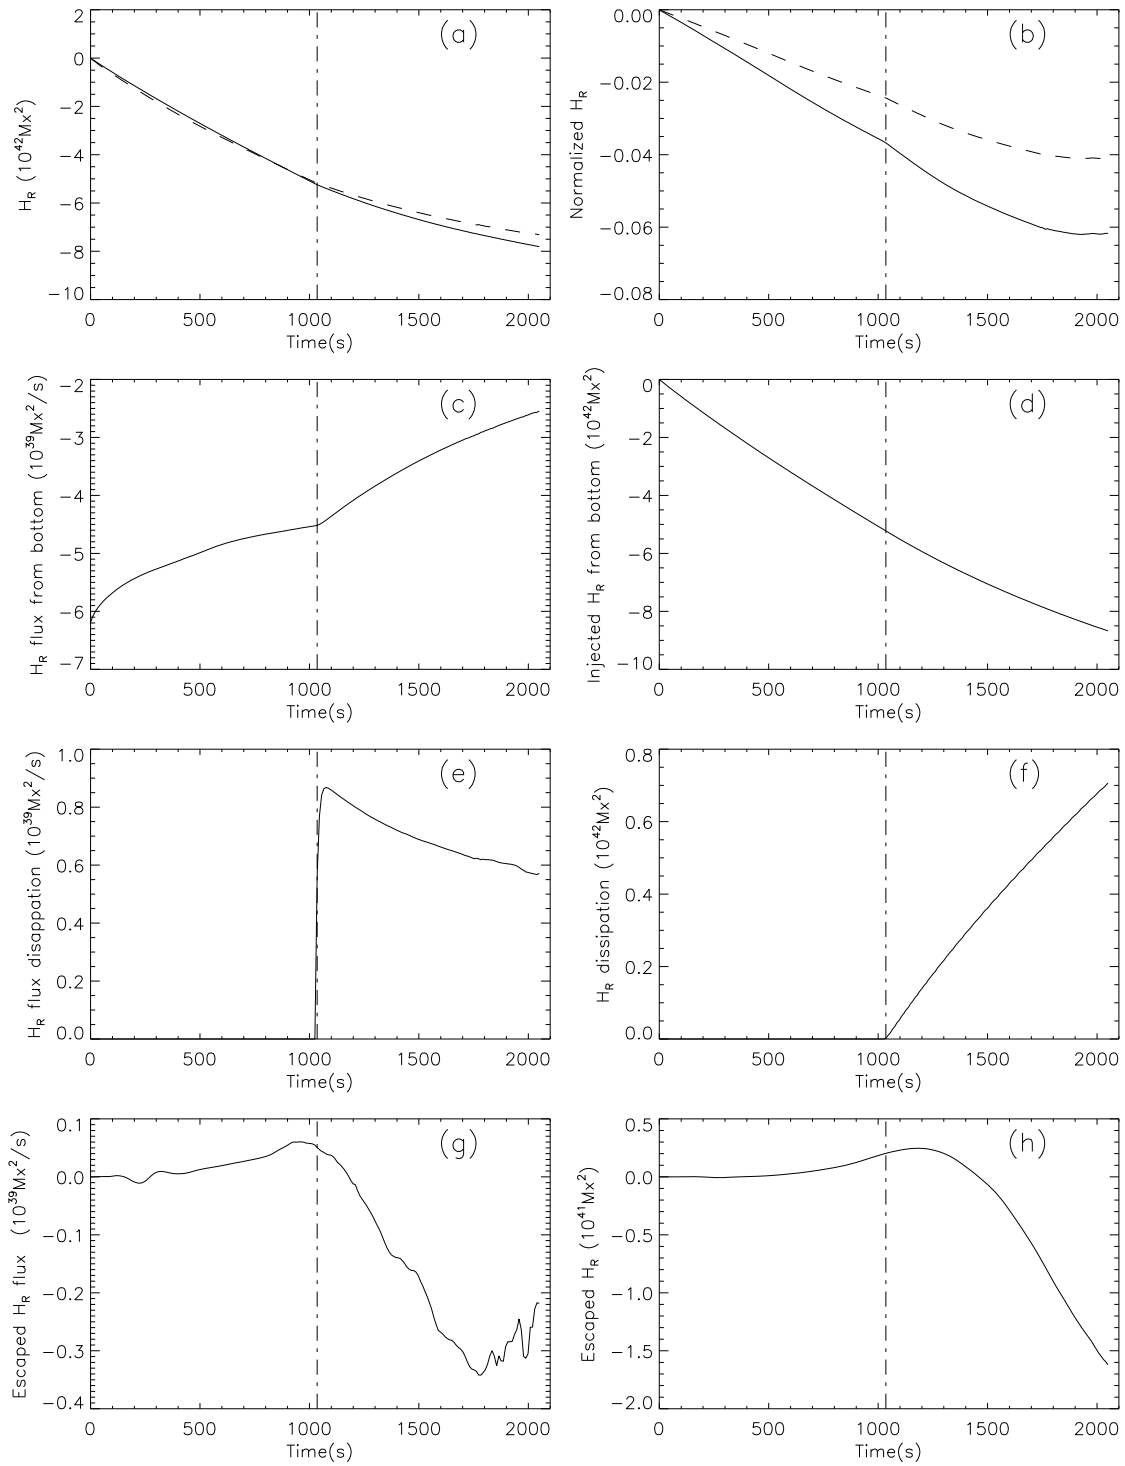 (a)
H_R (10^42Mx^2)
2
0
−2
−4
−6
−8
−10
0 500 1000 1500 2000
Time(s)
(b)
Normalized H_R
0.00
−0.02
−0.04
−0.06
−0.08
0 500 1000 1500 2000
Time(s)
(c)
H_R flux from bottom (10^39Mx^2/s)
−2
−3
−4
−5
−6
−7
0 500 1000 1500 2000
Time(s)
(d)
Injected H_R from bottom (10^42Mx^2)
0
−2
−4
−6
−8
−10
0 500 1000 1500 2000
Time(s)
(e)
H_R flux disappation (10^39Mx^2/s)
1.0
0.8
0.6
0.4
0.2
0.0
0 500 1000 1500 2000
Time(s)
(f)
H_R dissipation (10^42Mx^2)
0.8
0.6
0.4
0.2
0.0
0 500 1000 1500 2000
Time(s)
(g)
Escaped H_R flux (10^39Mx^2/s)
0.1
0.0
−0.1
−0.2
−0.3
−0.4
0 500 1000 1500 2000
Time(s)
(h)
Escaped H_R (10^41Mx^2)
0.5
0.0
−0.5
−1.0
−1.5
−2.0
0 500 1000 1500 2000
Time(s)